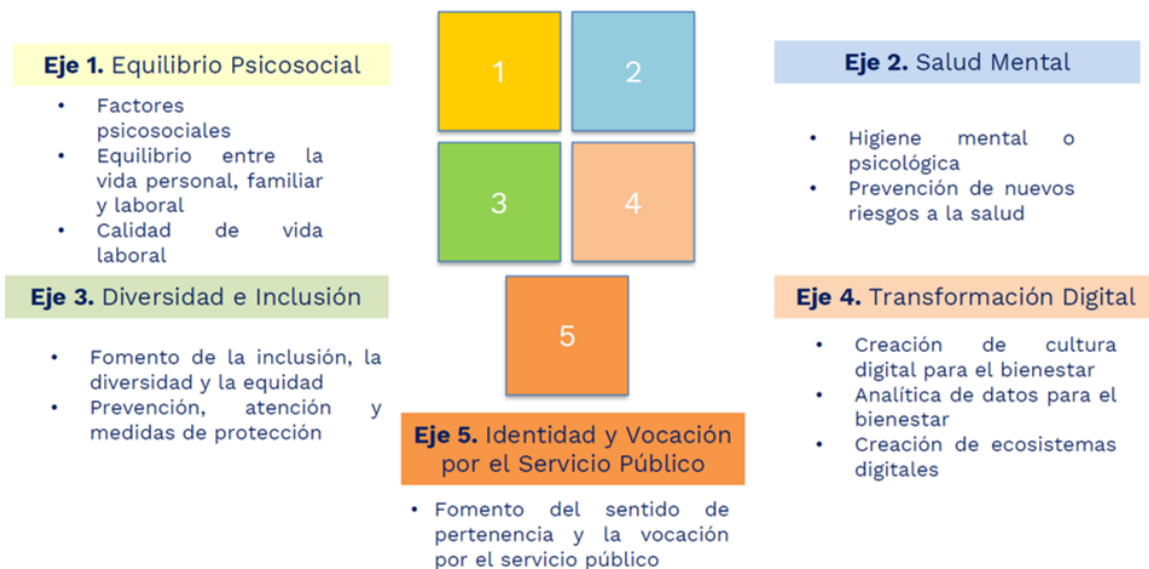 Eje 1. Equilibrio Psicosocial
• Factores
psicosociales
• Equilibrio entre la
vida personal, familiar
y laboral
• Calidad de vida
laboral
1
2
3
4
5
Eje 2. Salud Mental
• Higiene mental o
psicológica
• Prevención de nuevos
riesgos a la salud
Eje 3. Diversidad e Inclusión
• Fomento de la inclusión, la
diversidad y la equidad
• Prevención, atención y
medidas de protección
Eje 4. Transformación Digital
• Creación de cultura
digital para el bienestar
• Analítica de datos para el
bienestar
• Creación de ecosistemas
digitales
Eje 5. Identidad y Vocación
por el Servicio Público
• Fomento del sentido de
pertenencia y la vocación
por el servicio público